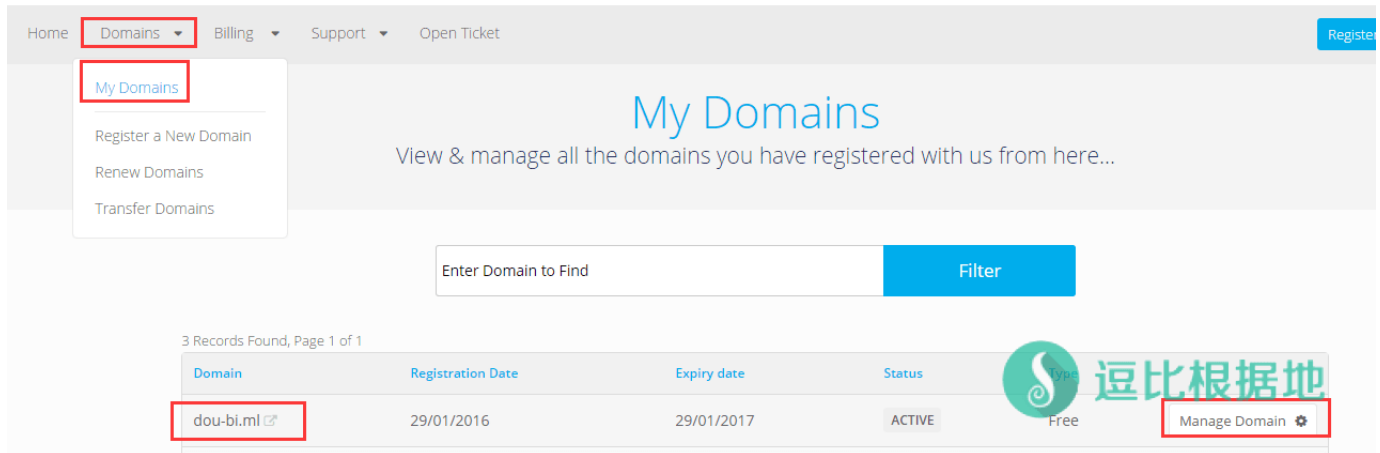 Home Domains Billing Support Open Ticket Register
My Domains
Register a New Domain
Renew Domains
Transfer Domains
My Domains
View & manage all the domains you have registered with us from here...
Enter Domain to Find Filter
3 Records Found, Page 1 of 1
Domain Registration Date Expiry date Status Type
逗比根据地
dou-bi.ml 29/01/2016 29/01/2017 ACTIVE Free Manage Domain